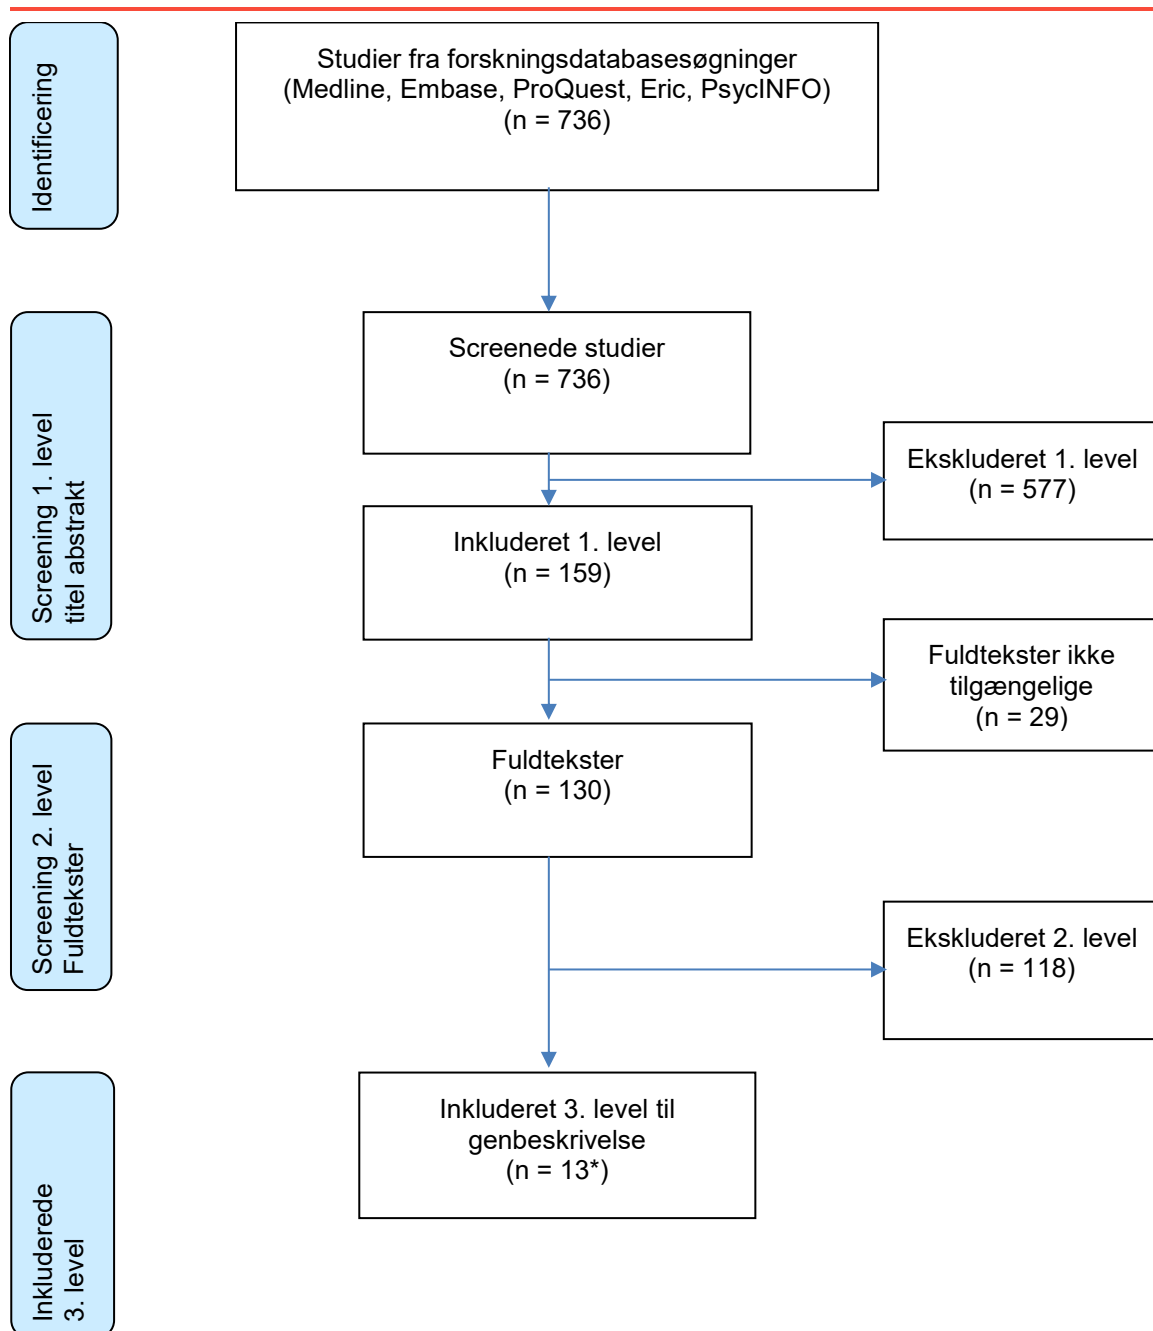 Identificering
Studier fra forskningsdatabasesøgninger
(Medline, Embase, ProQuest, Eric, PsycINFO)
(n = 736)
Screening 1. level
titel abstrakt
Screenede studier
(n = 736)
Ekskluderet 1. level
(n = 577)
Inkluderet 1. level
(n = 159)
Fuldtekster ikke
tilgængelige
(n = 29)
Screening 2. level
Fuldtekster
Fuldtekster
(n = 130)
Ekskluderet 2. level
(n = 118)
Inkluderede
3. level
Inkluderet 3. level til
genbeskrivelse
(n = 13*)